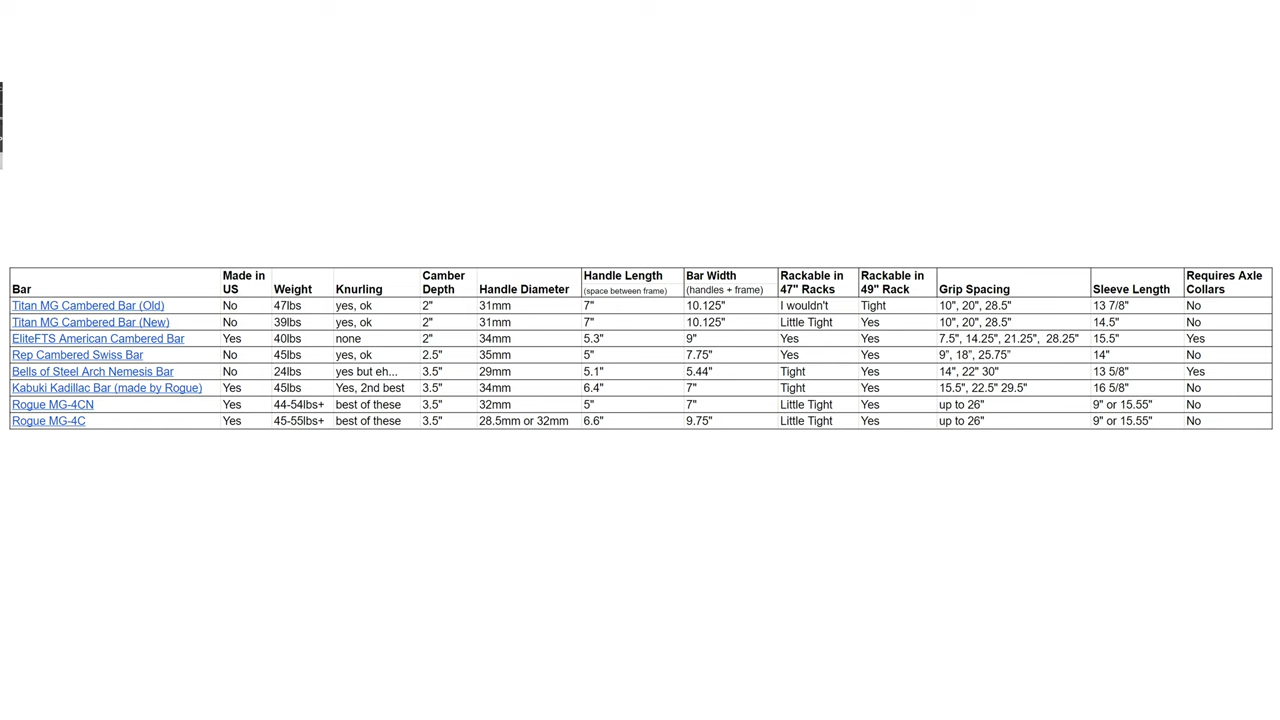 Bar Made in US Weight Knurling Camber Depth Handle Diameter Handle Length (space between frame) Bar Width (handles + frame) Rackable in 47" Racks Rackable in 49" Rack Grip Spacing Sleeve Length Requires Axle Collars
Titan MG Cambered Bar (Old) No 47lbs yes, ok 2" 31mm 7" 10.125" I wouldn't Tight 10", 20", 28.5" 13 7/8" No
Titan MG Cambered Bar (New) No 39lbs yes, ok 2" 31mm 7" 10.125" Little Tight Yes 10", 20", 28.5" 14.5" No
EliteFTS American Cambered Bar Yes 40lbs none 2" 34mm 5.3" 9" Yes Yes 7.5", 14.25", 21.25", 28.25" 15.5" Yes
Rep Cambered Swiss Bar No 45lbs yes, ok 2.5" 35mm 5" 7.75" Yes Yes 9", 18", 25.75" 14" No
Bells of Steel Arch Nemesis Bar No 24lbs yes but eh... 3.5" 29mm 5.1" 5.44" Tight Yes 14", 22" 30" 13 5/8" Yes
Kabuki Kadillac Bar (made by Rogue) Yes 45lbs Yes, 2nd best 3.5" 34mm 6.4" 7" Tight Yes 15.5", 22.5" 29.5" 16 5/8" No
Rogue MG-4CN Yes 44-54lbs+ best of these 3.5" 32mm 5" 7" Little Tight Yes up to 26" 9" or 15.55" No
Rogue MG-4C Yes 45-55lbs+ best of these 3.5" 28.5mm or 32mm 6.6" 9.75" Little Tight Yes up to 26" 9" or 15.55" No